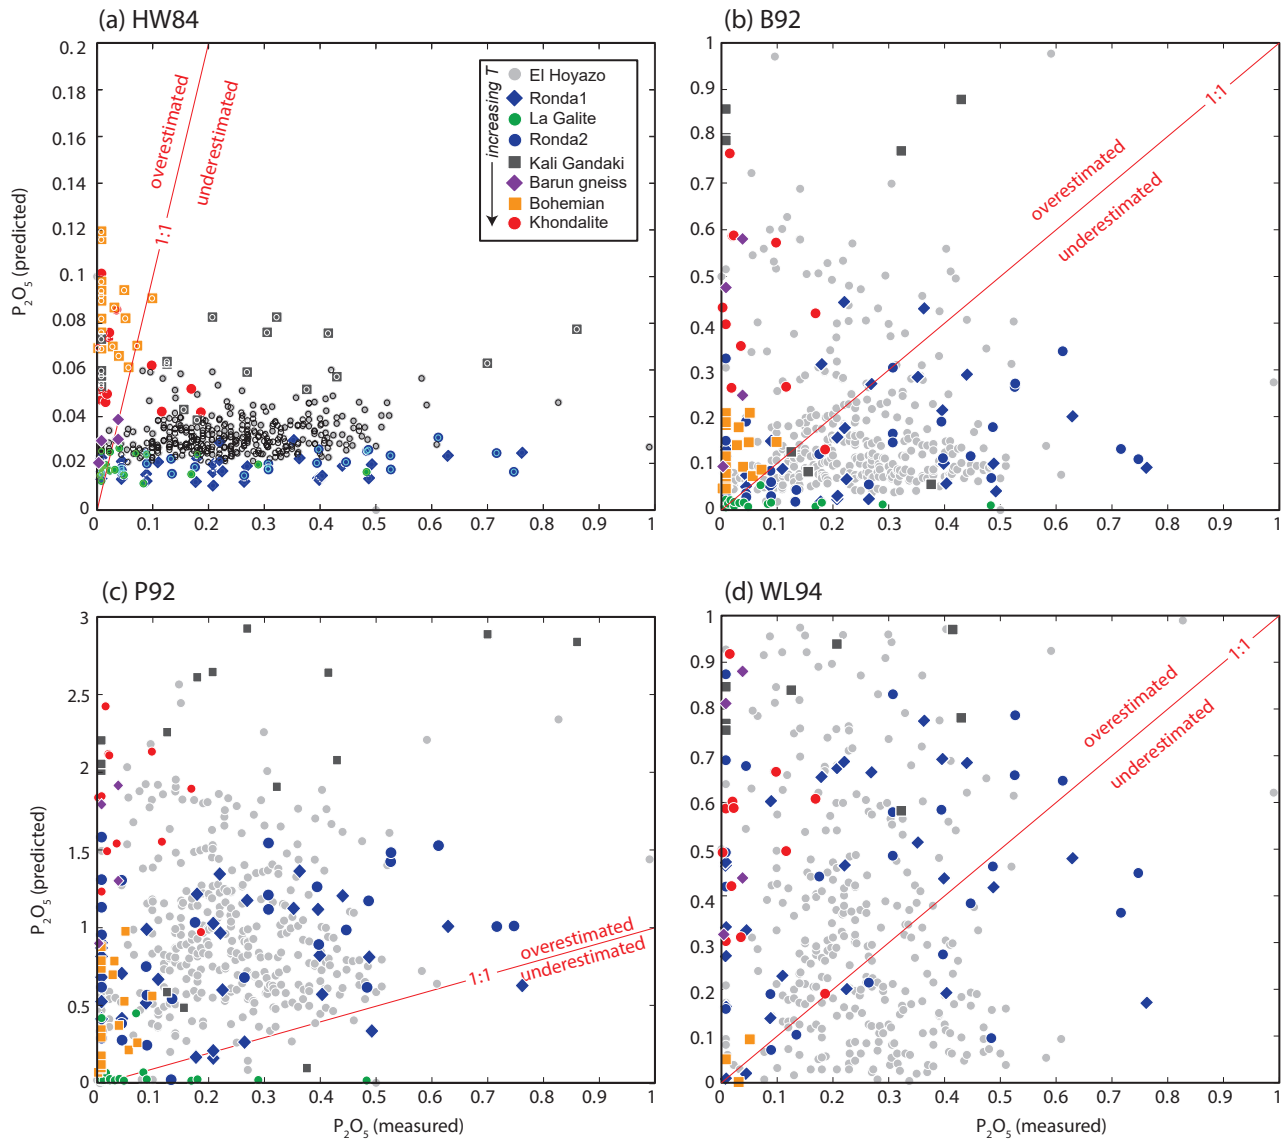 (a) HW84
0.2
0.18
0.16
0.14
0.12
0.1
0.08
0.06
0.04
0.02
0
P2O5 (predicted)
overestimated
1:1
underestimated
increasing T
El Hoyazo
Ronda1
La Galite
Ronda2
Kali Gandaki
Barun gneiss
Bohemian
Khondalite
0 0.1 0.2 0.3 0.4 0.5 0.6 0.7 0.8 0.9 1
(b) B92
1
0.9
0.8
0.7
0.6
0.5
0.4
0.3
0.2
0.1
0
1:1
overestimated
underestimated
0 0.1 0.2 0.3 0.4 0.5 0.6 0.7 0.8 0.9 1
(c) P92
3
2.5
2
1.5
1
0.5
0
P2O5 (predicted)
overestimated
1:1
underestimated
0 0.1 0.2 0.3 0.4 0.5 0.6 0.7 0.8 0.9 1
P2O5 (measured)
(d) WL94
1
0.9
0.8
0.7
0.6
0.5
0.4
0.3
0.2
0.1
0
1:1
overestimated
underestimated
0 0.1 0.2 0.3 0.4 0.5 0.6 0.7 0.8 0.9 1
P2O5 (measured)